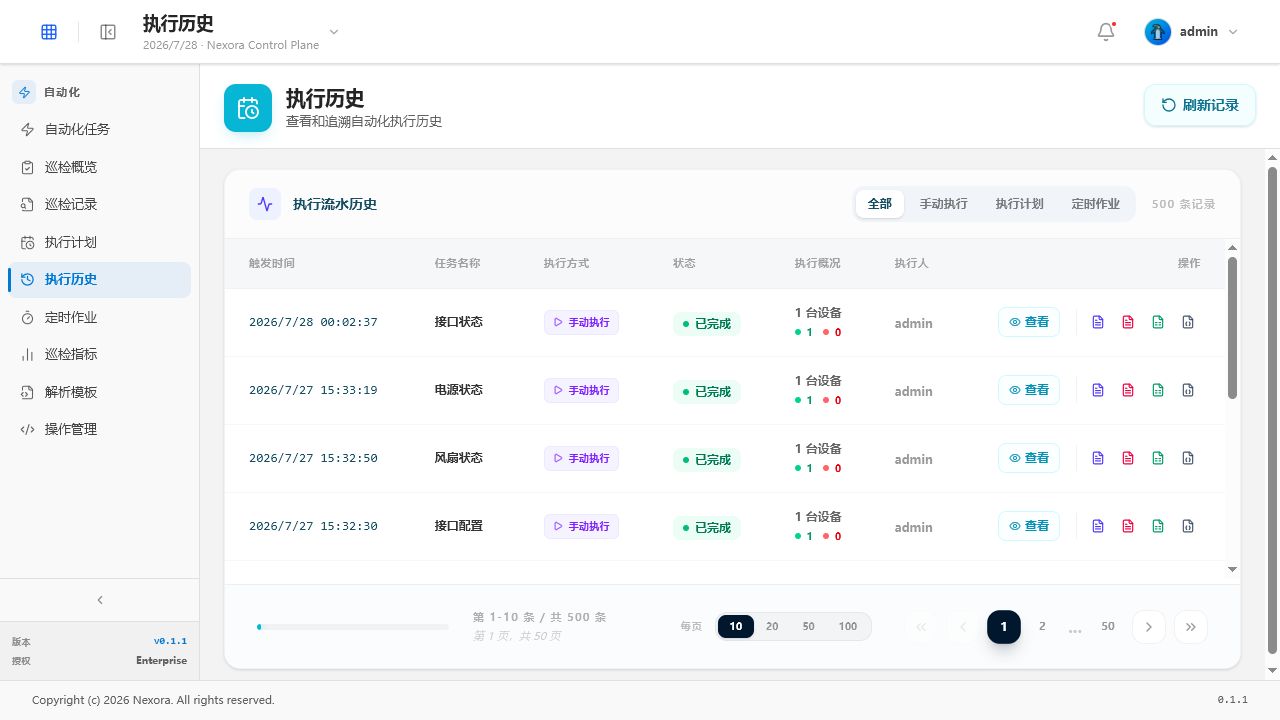 执行历史
2026/7/28 · Nexora Control Plane
admin
自动化
自动化任务
巡检概览
巡检记录
执行计划
执行历史
定时作业
巡检指标
解析模板
操作管理
版本 v0.1.1
授权 Enterprise
执行历史
查看和追溯自动化执行历史
刷新记录
执行流水历史
全部 手动执行 执行计划 定时作业 500 条记录
触发时间 任务名称 执行方式 状态 执行概况 执行人 操作
2026/7/28 00:02:37 接口状态 手动执行 已完成 1 台设备 1 0 admin 查看
2026/7/27 15:33:19 电源状态 手动执行 已完成 1 台设备 1 0 admin 查看
2026/7/27 15:32:50 风扇状态 手动执行 已完成 1 台设备 1 0 admin 查看
2026/7/27 15:32:30 接口配置 手动执行 已完成 1 台设备 1 0 admin 查看
第 1-10 条 / 共 500 条
第 1 页，共 50 页
每页 10 20 50 100
1 2 ... 50
Copyright (c) 2026 Nexora. All rights reserved.
0.1.1